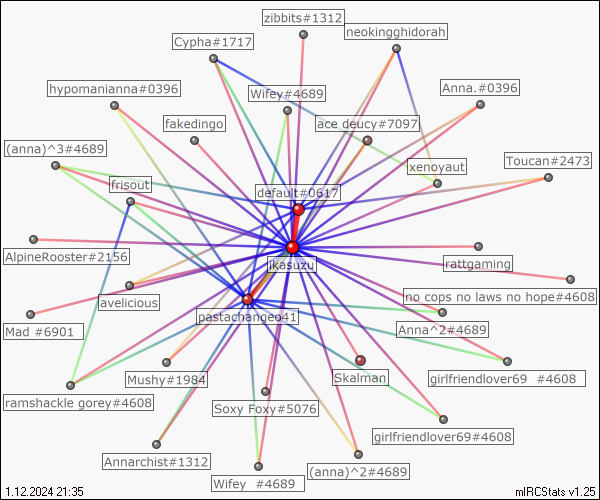 zibbits#1312
neokingghidorah
Cypha#1717
hypomanianna#0396
Wifey#4689
Anna.#0396
fakedingo
ace deucy#7097
(anna)^3#4689
xenoyaut
Toucan#2473
frisout
default#0617
AlpineRooster#2156
jkasuzu
rattgaming
avelicious
no cops no laws no hope#4608
pastachangeo41
Mad #6901
Anna^2#4689
Mushy#1984
Skalman
girlfriendlover69 #4608
ramshackle gorey#4608
Soxy Foxy#5076
girlfriendlover69#4608
Annarchist#1312
(anna)^2#4689
Wifey #4689
1.12.2024 21:35
mIRCStats v1.25